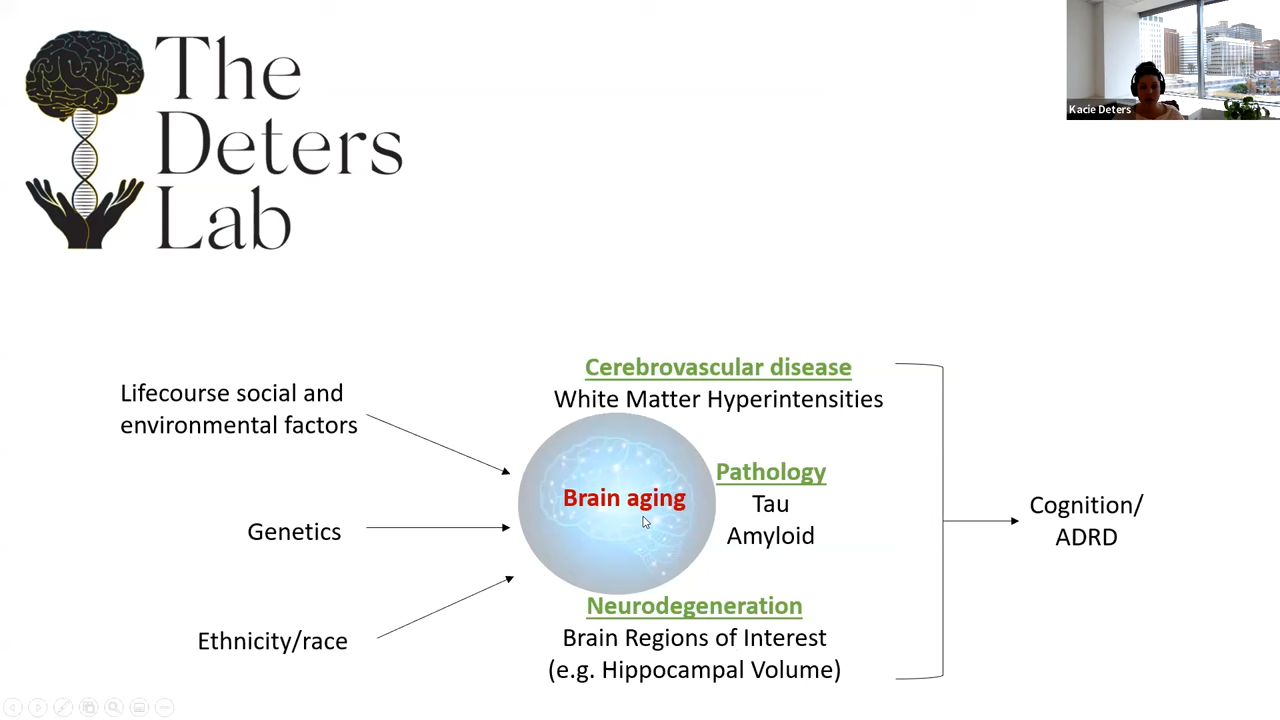 The
Deters
Lab
Kacie Deters
Cerebrovascular disease
White Matter Hyperintensities
Lifecourse social and
environmental factors
Pathology
Brain aging
Tau
Amyloid
Genetics
Cognition/
ADRD
Neurodegeneration
Ethnicity/race
Brain Regions of Interest
(e.g. Hippocampal Volume)